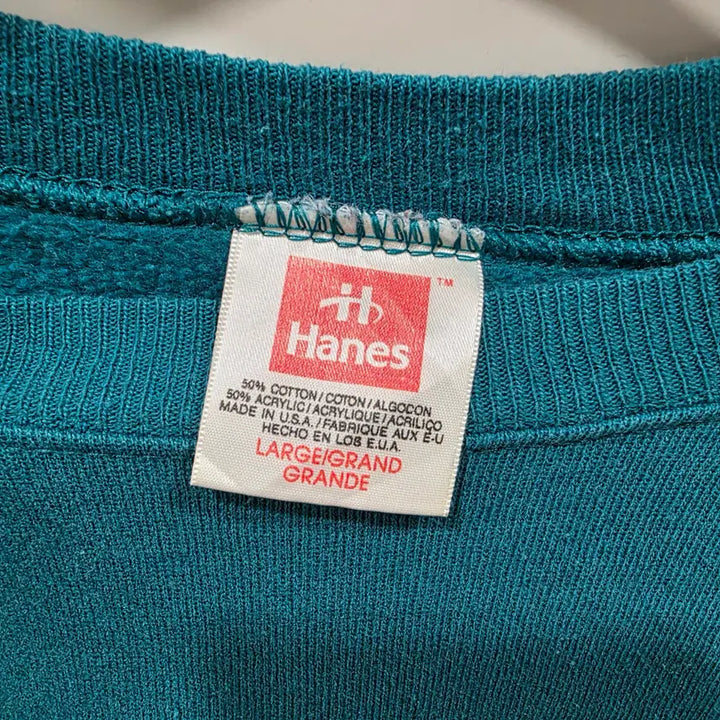 H
Hanes
TM
50% COTTON/COTON/ALGODON
50% ACRYLIC/ACRYLIQUE/ACRILICO
MADE IN U.S.A./FABRIQUE AUX E-U
HECHO EN LOS E.U.A.
LARGE/GRAND
GRANDE